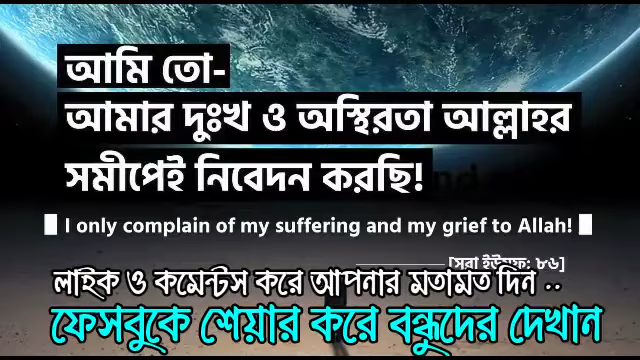 আমি তো-
আমার দুঃখ ও অস্থিরতা আল্লাহর
সমীপেই নিবেদন করছি!
I only complain of my suffering and my grief to Allah!
[সূরা ইউসুফ: ৮৬]
লাইক ও কমেন্টস করে আপনার মতামত দিন ..
ফেসবুকে শেয়ার করে বন্ধুদের দেখান